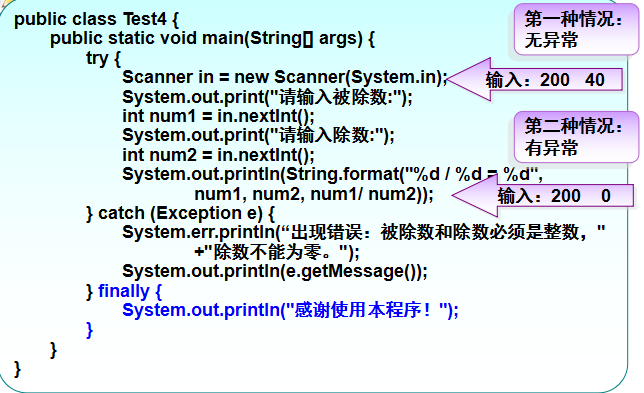 public class Test4 {
public static void main(String[] args) {
try {
Scanner in = new Scanner(System.in);
System.out.print("请输入被除数:");
int num1 = in.nextInt();
System.out.print("请输入除数:");
int num2 = in.nextInt();
System.out.println(String.format("%d / %d = %d“,
num1, num2, num1/ num2));
} catch (Exception e) {
System.err.println(“出现错误：被除数和除数必须是整数，"
+"除数不能为零。");
System.out.println(e.getMessage());
} finally {
System.out.println("感谢使用本程序！");
}
}
}
第一种情况：
无异常
输入：200 40
第二种情况：
有异常
输入：200 0